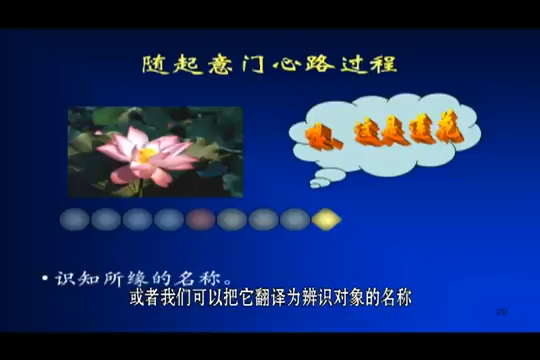 随起意门心路过程
哦、这是莲花
•识知所缘的名称。
或者我们可以把它翻译为辨识对象的名称